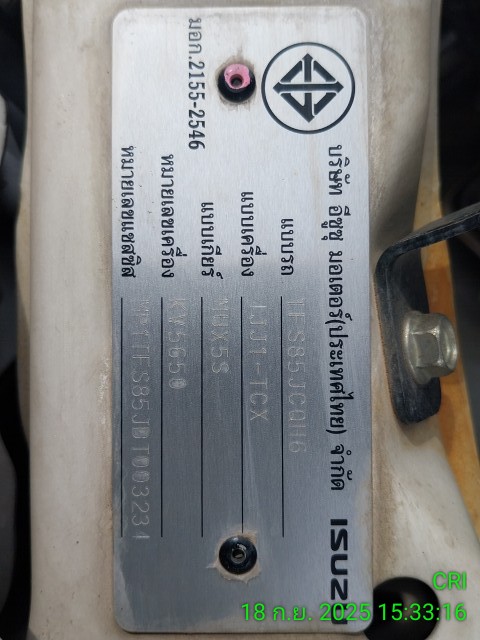 มอก.2155-2546
บริษัท อีซูซุ มอเตอร์(ประเทศไทย) จำกัด ISUZU
แบบรถ TFS85JCQH6
แบบเครื่อง 4JJ1-TCX
แบบเกียร์ MUX5S
หมายเลขเครื่อง KV5650
หมายเลขแชสซิส
CRI
18 ก.ย. 2025 15:33:16